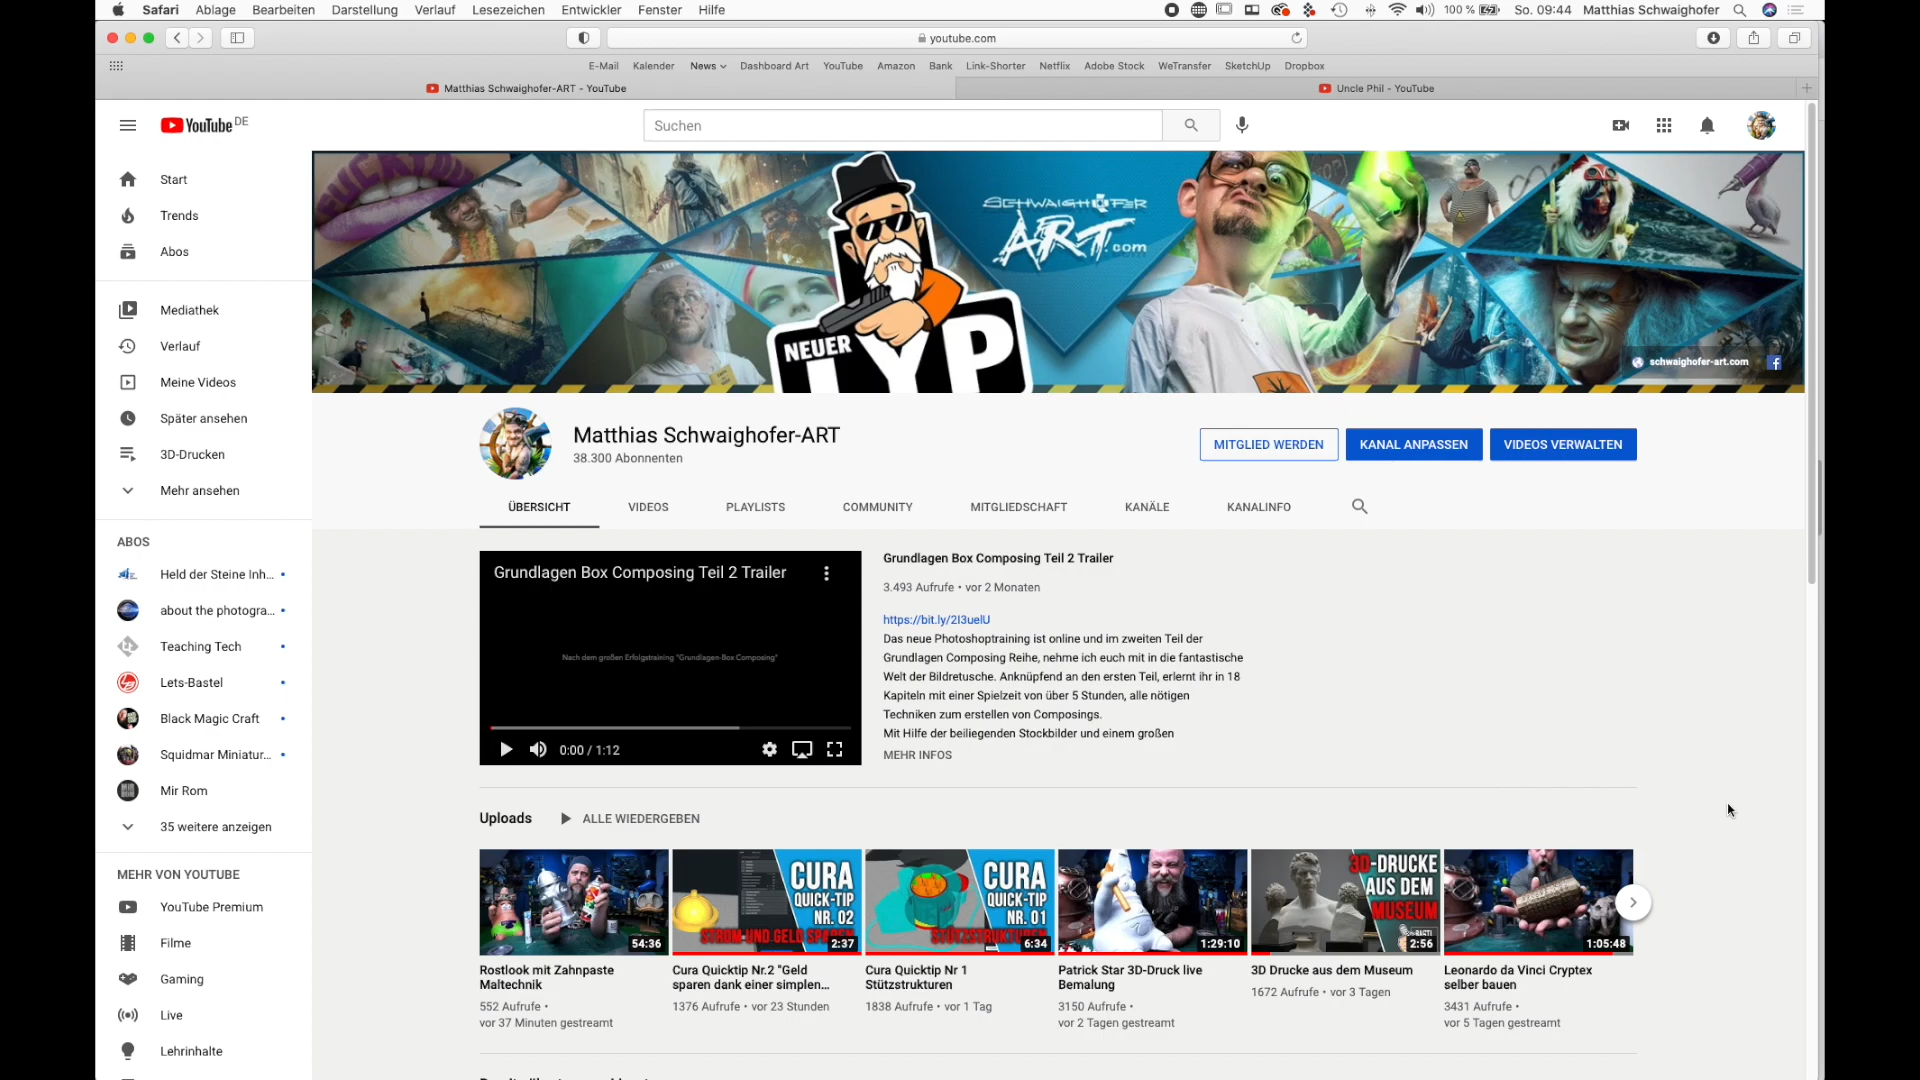 Safari Ablage Bearbeiten Darstellung Verlauf Lesezeichen Entwickler Fenster Hilfe 100 % So. 09:44 Matthias Schwaighofer
youtube.com
E-Mail Kalender News Dashboard Art YouTube Amazon Bank Link-Shorter Netflix Adobe Stock WeTransfer SketchUp Dropbox
Matthias Schwaighofer-ART - YouTube Uncle Phil - YouTube
YouTube DE
Suchen
Start
Trends
Abos
Mediathek
Verlauf
Meine Videos
Später ansehen
3D-Drucken
Mehr ansehen
ABOS
Held der Steine Inh...
about the photogra...
Teaching Tech
Lets-Bastel
Black Magic Craft
Squidmar Miniatur...
Mir Rom
35 weitere anzeigen
MEHR VON YOUTUBE
YouTube Premium
Filme
Gaming
Live
Lehrinhalte
SCHWAIGHOFER
ART.com
NEUER
TYP
schwaighofer-art.com
Matthias Schwaighofer-ART
38.300 Abonnenten
MITGLIED WERDEN KANAL ANPASSEN VIDEOS VERWALTEN
ÜBERSICHT VIDEOS PLAYLISTS COMMUNITY MITGLIEDSCHAFT KANÄLE KANALINFO
Grundlagen Box Composing Teil 2 Trailer
Nach dem großen Erfolgstraining "Grundlagen-Box Composing"
0:00 / 1:12
Grundlagen Box Composing Teil 2 Trailer
3.493 Aufrufe • vor 2 Monaten
Das neue Photoshoptraining ist online und im zweiten Teil der
Grundlagen Composing Reihe, nehme ich euch mit in die fantastische
Welt der Bildretusche. Anknüpfend an den ersten Teil, erlernt ihr in 18
Kapiteln mit einer Spielzeit von über 5 Stunden, alle nötigen
Techniken zum erstellen von Composings.
Mit Hilfe der beiliegenden Stockbilder und einem großen
MEHR INFOS
Uploads ALLE WIEDERGEBEN
54:36
Rostlook mit Zahnpaste
Maltechnik
552 Aufrufe •
vor 37 Minuten gestreamt
CURA
QUICK-TIP
NR. 02
STROM UND GELD SPAREN
2:37
Cura Quicktip Nr.2 "Geld
sparen dank einer simplen...
1376 Aufrufe • vor 23 Stunden
CURA
QUICK-TIP
NR. 01
STÜTZSTRUKTUREN
6:34
Cura Quicktip Nr 1
Stützstrukturen
1838 Aufrufe • vor 1 Tag
1:29:10
Patrick Star 3D-Druck live
Bemalung
3150 Aufrufe •
vor 2 Tagen gestreamt
3D-DRUCKE
AUS DEM
MUSEUM
2:56
3D Drucke aus dem Museum
1672 Aufrufe • vor 3 Tagen
1:05:48
Leonardo da Vinci Cryptex
selber bauen
3431 Aufrufe •
vor 5 Tagen gestreamt